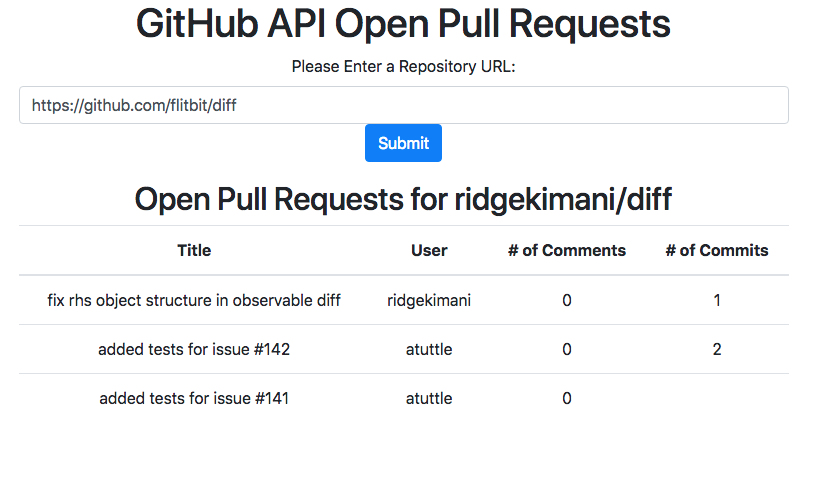 GitHub API Open Pull Requests
Please Enter a Repository URL:
https://github.com/flitbit/diff
Submit
Open Pull Requests for ridgekimani/diff
Title User # of Comments # of Commits
fix rhs object structure in observable diff ridgekimani 0 1
added tests for issue #142 atuttle 0 2
added tests for issue #141 atuttle 0